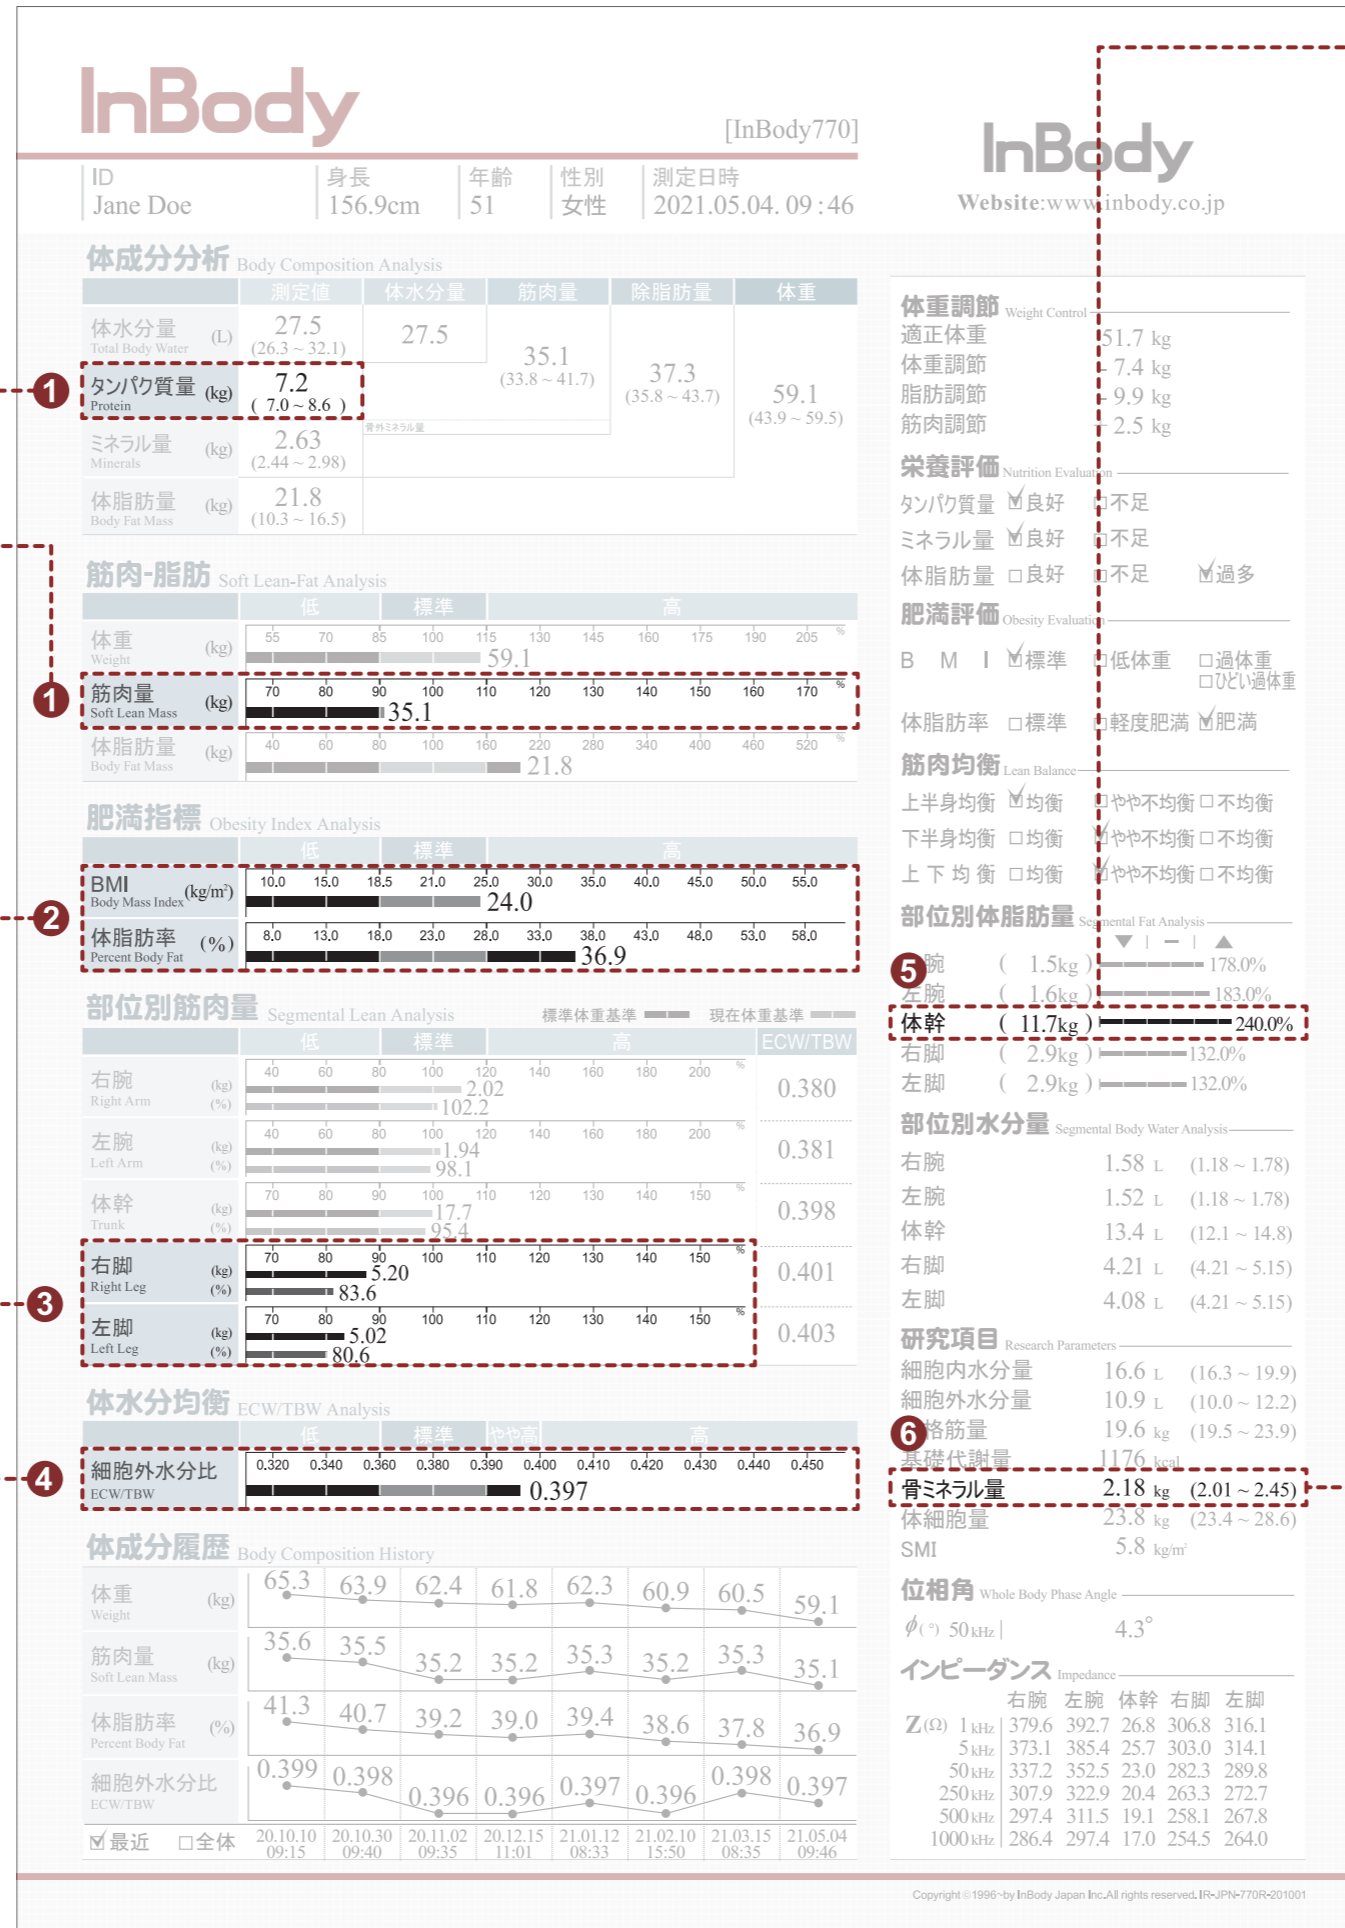 InBody
[InBody770]
InBody
Website:www.inbody.co.jp
ID 身長 年齢 性別 測定日時
Jane Doe 156.9cm 51 女性 2021.05.04. 09:46
体成分分析 Body Composition Analysis
測定値 体水分量 筋肉量 除脂肪量 体重
体水分量 (L) 27.5 27.5
Total Body Water (26.3 ~ 32.1)
35.1
(33.8 ~ 41.7)
37.3
(35.8 ~ 43.7)
59.1
(43.9 ~ 59.5)
1 タンパク質量 (kg) 7.2
Protein ( 7.0 ~ 8.6 )
骨外ミネラル量
ミネラル量 (kg) 2.63
Minerals (2.44 ~ 2.98)
体脂肪量 (kg) 21.8
Body Fat Mass (10.3 ~ 16.5)
筋肉-脂肪 Soft Lean-Fat Analysis
低 標準 高
体重 (kg) 55 70 85 100 115 130 145 160 175 190 205 %
Weight 59.1
1 筋肉量 (kg) 70 80 90 100 110 120 130 140 150 160 170 %
Soft Lean Mass 35.1
体脂肪量 (kg) 40 60 80 100 160 220 280 340 400 460 520 %
Body Fat Mass 21.8
肥満指標 Obesity Index Analysis
低 標準 高
2
BMI (kg/m²) 10.0 15.0 18.5 21.0 25.0 30.0 35.0 40.0 45.0 50.0 55.0
Body Mass Index 24.0
体脂肪率 (%) 8.0 13.0 18.0 23.0 28.0 33.0 38.0 43.0 48.0 53.0 58.0
Percent Body Fat 36.9
部位別筋肉量 Segmental Lean Analysis 標準体重基準 現在体重基準
低 標準 高 ECW/TBW
右腕 (kg) 40 60 80 100 120 140 160 180 200 %
2.02 0.380
Right Arm (%) 102.2
左腕 (kg) 40 60 80 100 120 140 160 180 200 %
1.94 0.381
Left Arm (%) 98.1
体幹 (kg) 70 80 90 100 110 120 130 140 150 %
17.7 0.398
Trunk (%) 95.4
3
右脚 (kg) 70 80 90 100 110 120 130 140 150 %
5.20 0.401
Right Leg (%) 83.6
左脚 (kg) 70 80 90 100 110 120 130 140 150 %
5.02 0.403
Left Leg (%) 80.6
体水分均衡 ECW/TBW Analysis
低 標準 やや高 高
4 細胞外水分比 0.320 0.340 0.360 0.380 0.390 0.400 0.410 0.420 0.430 0.440 0.450
ECW/TBW 0.397
体成分履歴 Body Composition History
体重 (kg) 65.3 63.9 62.4 61.8 62.3 60.9 60.5 59.1
Weight
筋肉量 (kg) 35.6 35.5 35.2 35.2 35.3 35.2 35.3 35.1
Soft Lean Mass
体脂肪率 (%) 41.3 40.7 39.2 39.0 39.4 38.6 37.8 36.9
Percent Body Fat
細胞外水分比 0.399 0.398 0.396 0.396 0.397 0.396 0.398 0.397
ECW/TBW
☑最近 □全体 20.10.10 20.10.30 20.11.02 20.12.15 21.01.12 21.02.10 21.03.15 21.05.04
09:15 09:40 09:35 11:01 08:33 15:50 08:35 09:46
体重調節 Weight Control
適正体重 51.7 kg
体重調節 - 7.4 kg
脂肪調節 - 9.9 kg
筋肉調節 2.5 kg
栄養評価 Nutrition Evaluation
タンパク質量 ☑良好 □不足
ミネラル量 ☑良好 □不足
体脂肪量 □良好 □不足 ☑過多
肥満評価 Obesity Evaluation
B M I ☑標準 □低体重 □過体重
□ひどい過体重
体脂肪率 □標準 □軽度肥満 ☑肥満
筋肉均衡 Lean Balance
上半身均衡 ☑均衡 □やや不均衡 □不均衡
下半身均衡 □均衡 ☑やや不均衡 □不均衡
上下均衡 □均衡 ☑やや不均衡 □不均衡
部位別体脂肪量 Segmental Fat Analysis
▼ | − | ▲
5 腕 ( 1.5kg ) 178.0%
左腕 ( 1.6kg ) 183.0%
体幹 ( 11.7kg ) 240.0%
右脚 ( 2.9kg ) 132.0%
左脚 ( 2.9kg ) 132.0%
部位別水分量 Segmental Body Water Analysis
右腕 1.58 L (1.18 ~ 1.78)
左腕 1.52 L (1.18 ~ 1.78)
体幹 13.4 L (12.1 ~ 14.8)
右脚 4.21 L (4.21 ~ 5.15)
左脚 4.08 L (4.21 ~ 5.15)
研究項目 Research Parameters
細胞内水分量 16.6 L (16.3 ~ 19.9)
細胞外水分量 10.9 L (10.0 ~ 12.2)
6 格筋量 19.6 kg (19.5 ~ 23.9)
基礎代謝量 1176 kcal
骨ミネラル量 2.18 kg (2.01 ~ 2.45)
体細胞量 23.8 kg (23.4 ~ 28.6)
SMI 5.8 kg/m²
位相角 Whole Body Phase Angle
ϕ(°) 50 kHz | 4.3°
インピーダンス Impedance
右腕 左腕 体幹 右脚 左脚
Z(Ω) 1 kHz 379.6 392.7 26.8 306.8 316.1
5 kHz 373.1 385.4 25.7 303.0 314.1
50 kHz 337.2 352.5 23.0 282.3 289.8
250 kHz 307.9 322.9 20.4 263.3 272.7
500 kHz 297.4 311.5 19.1 258.1 267.8
1000 kHz 286.4 297.4 17.0 254.5 264.0
Copyright©1996~by InBody Japan Inc.All rights reserved. IR-JPN-770R-201001